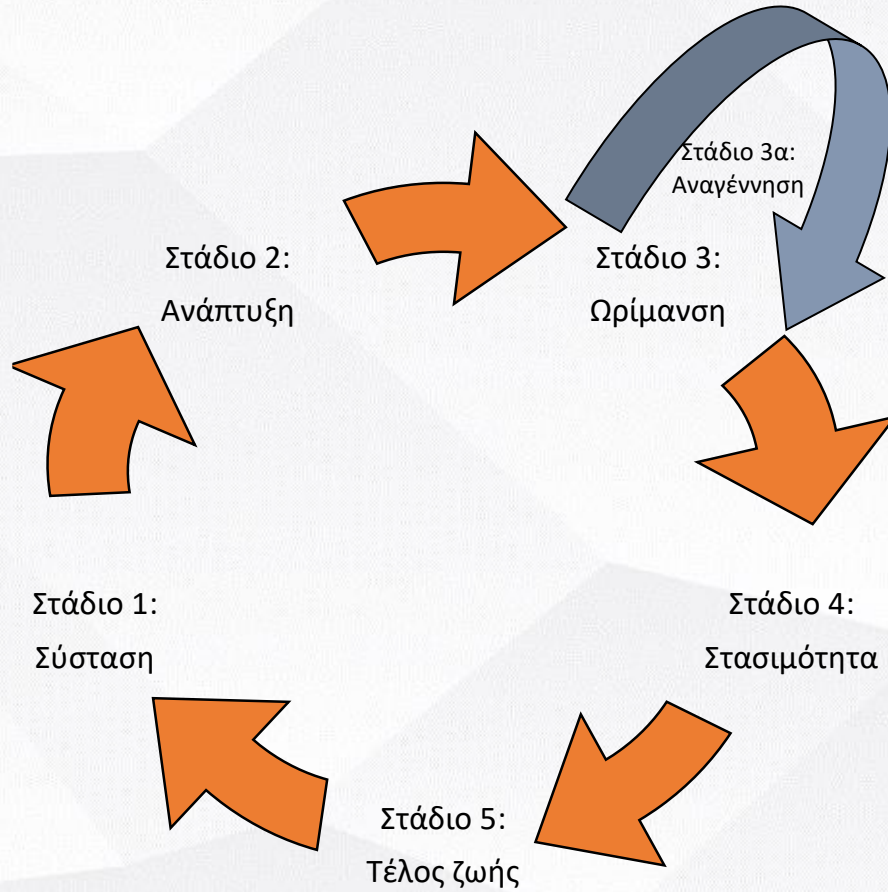 Στάδιο 3α:
Αναγέννηση
Στάδιο 2:
Ανάπτυξη
Στάδιο 3:
Ωρίμανση
Στάδιο 1:
Σύσταση
Στάδιο 4:
Στασιμότητα
Στάδιο 5:
Τέλος ζωής